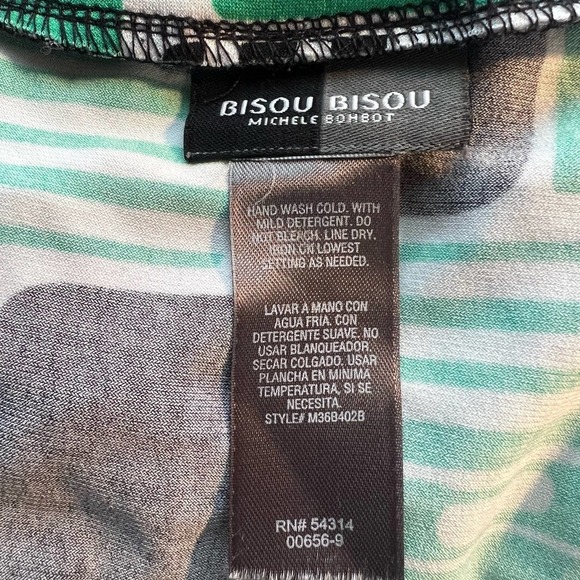 BISOU BISOU
MICHELE BOHBOT
HAND WASH COLD. WITH
MILD DETERGENT. DO
NOT BLEACH. LINE DRY.
IRON ON LOWEST
SETTING AS NEEDED.
LAVAR A MANO CON
AGUA FRIA. CON
DETERGENTE SUAVE. NO
USAR BLANQUEADOR.
SECAR COLGADO. USAR
PLANCHA EN MINIMA
TEMPERATURA, SI SE
NECESITA.
STYLE# M36B402B
RN# 54314
00656-9